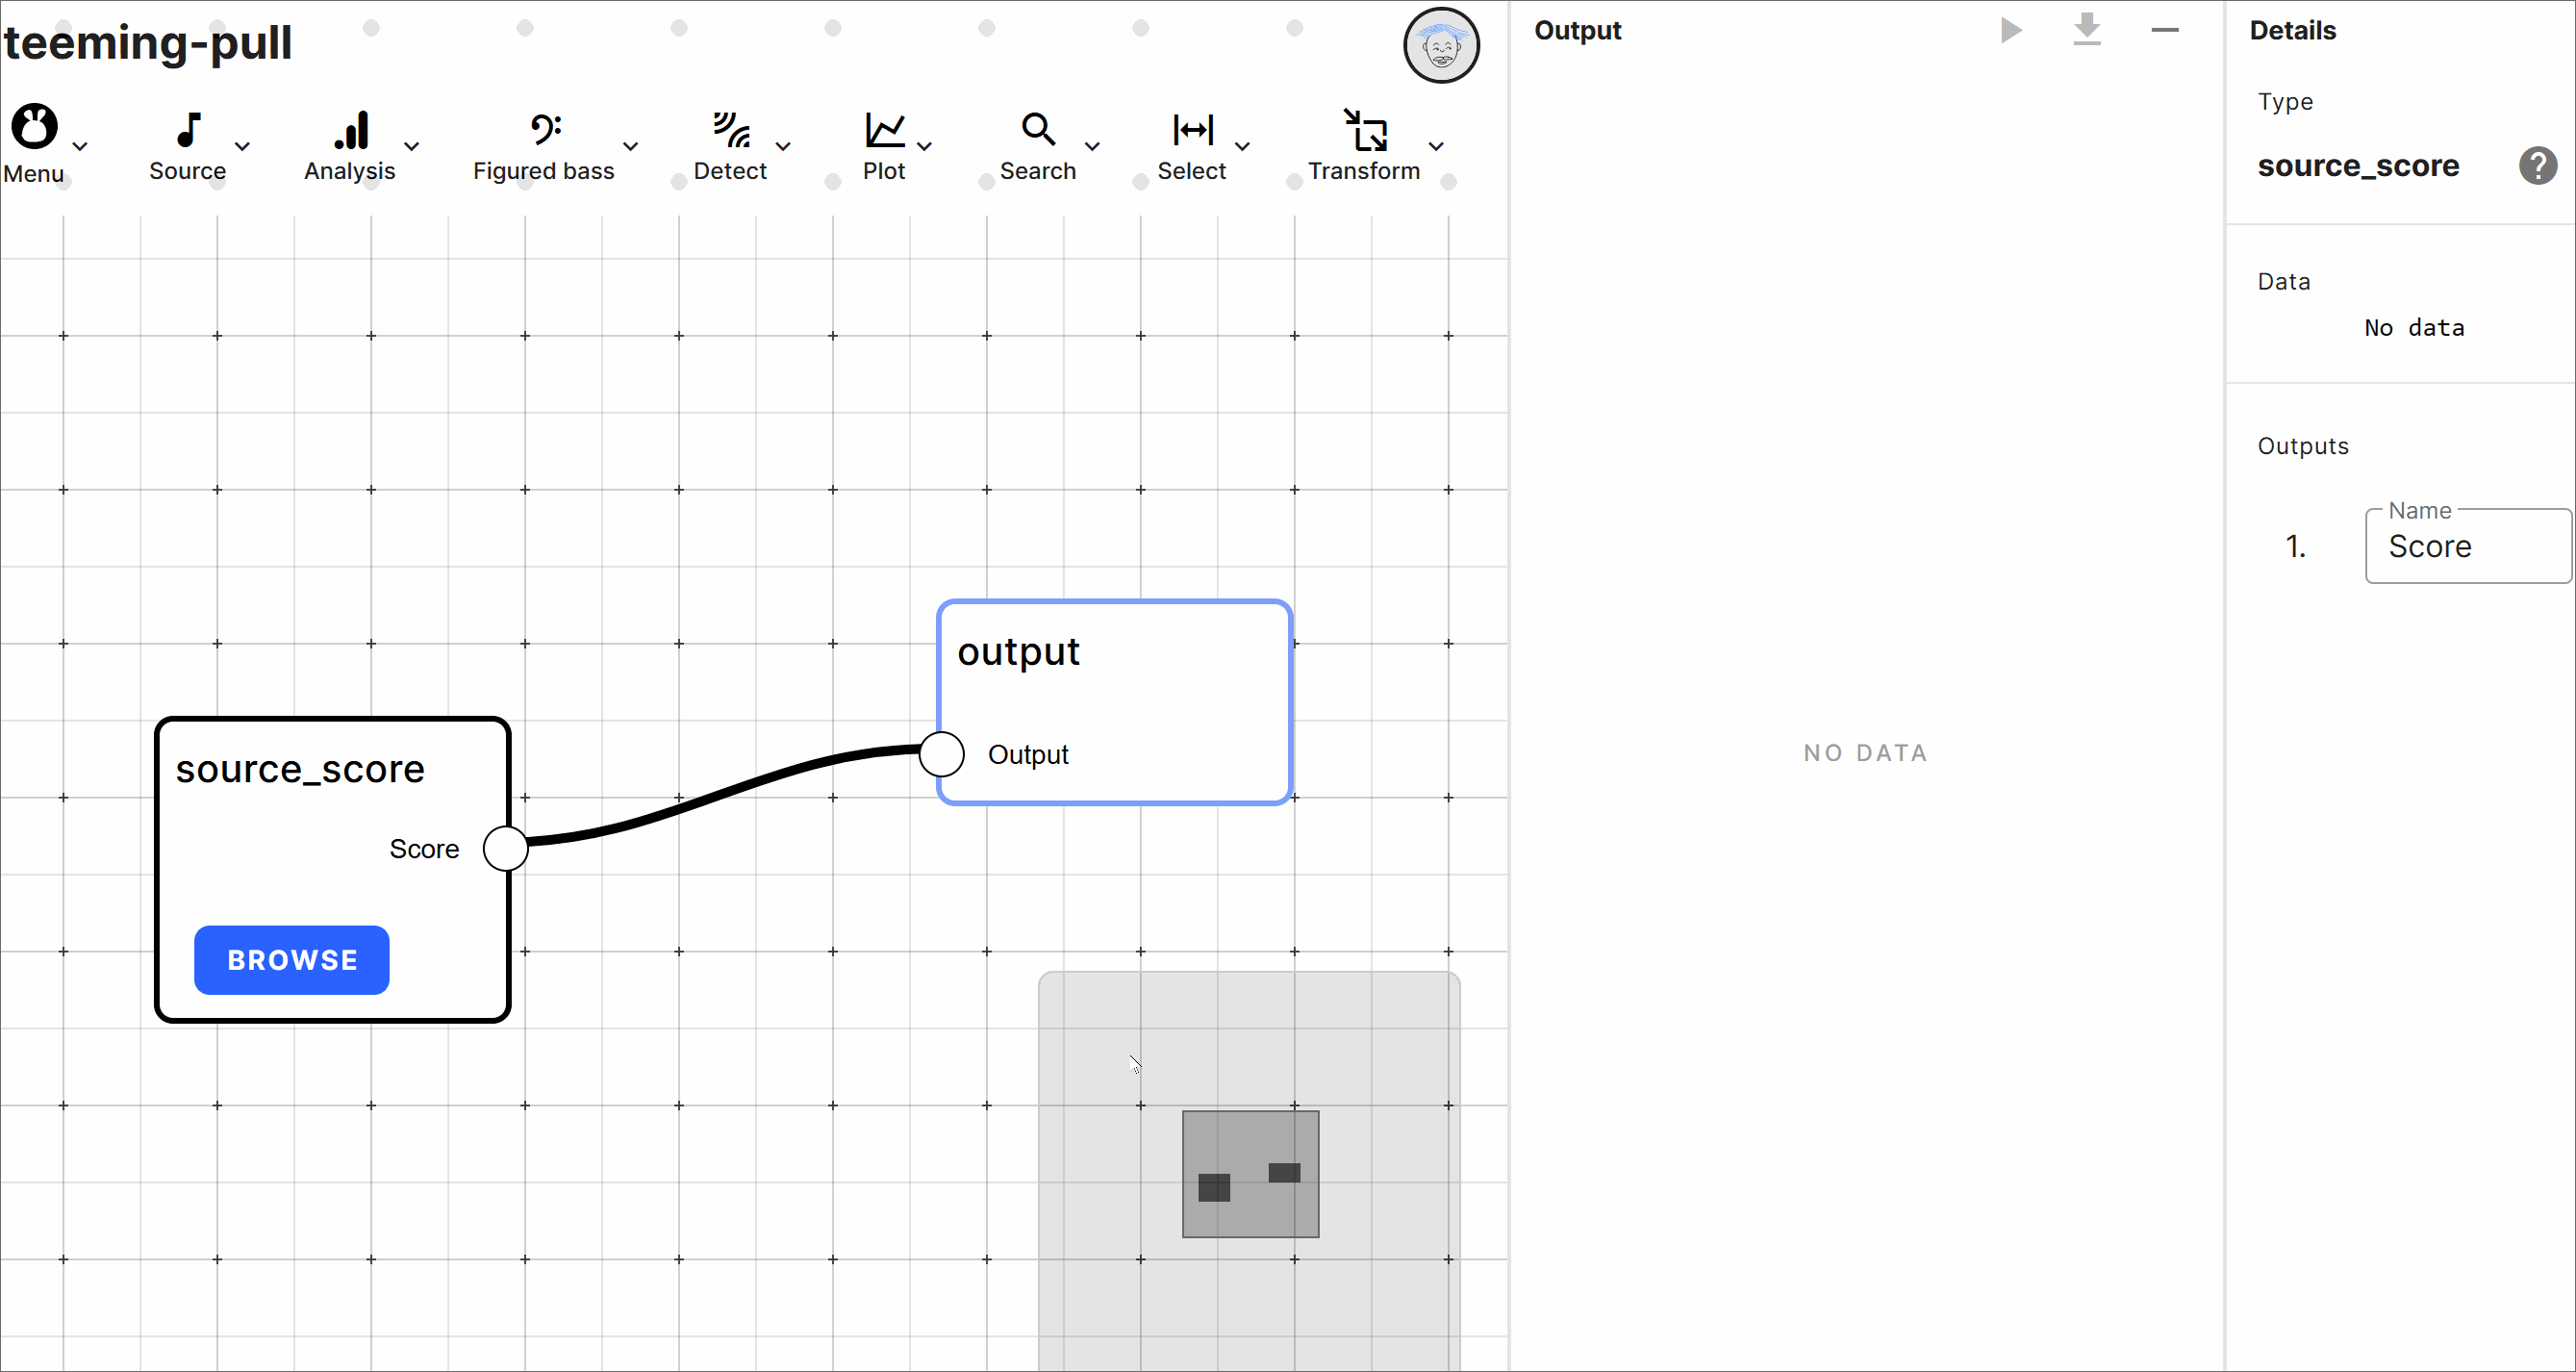 teeming-pull
Menu
Source
Analysis
Figured bass
Detect
Plot
Search
Select
Transform
source_score
Score
BROWSE
output
Output
Output
NO DATA
Details
Type
source_score
?
Data
No data
Outputs
1.
Name
Score